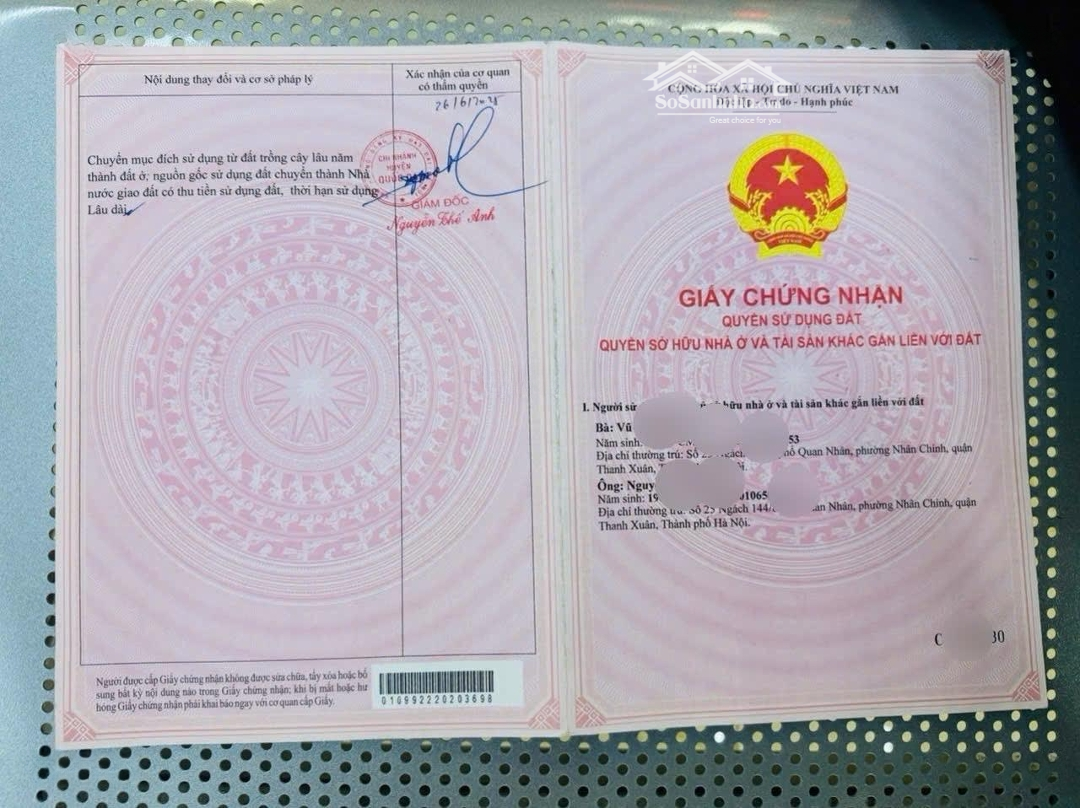 Nội dung thay đổi và cơ sở pháp lý
Xác nhận của cơ quan
có thẩm quyền
Chuyển mục đích sử dụng từ đất trồng cây lâu năm
thành đất ở; nguồn gốc sử dụng đất chuyển thành Nhà
nước giao đất có thu tiền sử dụng đất, thời hạn sử dụng
Lâu dài
CHI NHÁNH
HUYỆN
GIÁM ĐỐC
Nguyễn Thế Anh
Người được cấp Giấy chứng nhận không được sửa chữa, tẩy xóa hoặc bổ
sung bất kỳ nội dung nào trong Giấy chứng nhận; khi bị mất hoặc hư
hỏng Giấy chứng nhận phải khai báo ngay với cơ quan cấp Giấy.
010992220203698
CỘNG HÒA XÃ HỘI CHỦ NGHĨA VIỆT NAM
Độc lập - Tự do - Hạnh phúc
SoSanhNha
Great choice for you
VIỆT NAM
GIẤY CHỨNG NHẬN
QUYỀN SỬ DỤNG ĐẤT
QUYỀN SỞ HỮU NHÀ Ở VÀ TÀI SẢN KHÁC GẮN LIỀN VỚI ĐẤT
I. Người sử hữu nhà ở và tài sản khác gắn liền với đất
Bà: Vũ
Năm sinh: 53
Địa chỉ thường trú: Số Quan Nhân, phường Nhân Chính, quận
Thanh Xuân,
Ông: Nguy
Năm sinh: 19 01065
Địa chỉ thường trú: Số 25 Ngách 144/ Quan Nhân, phường Nhân Chính, quận
Thanh Xuân, Thành phố Hà Nội.
C 30